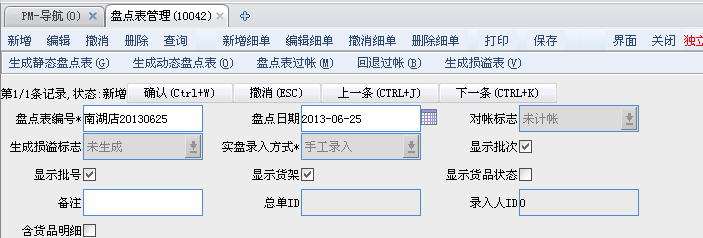 PM-导航(0) 盘点表管理(10042)
新增 编辑 撤消 删除 查询 新增细单 编辑细单 撤消细单 删除细单 打印 保存 界面 关闭 独立
生成静态盘点表(G) 生成动态盘点表(O) 盘点表过帐(M) 回退过帐(B) 生成损溢表(V)
第1/1条记录,状态:新增 确认(Ctrl+W) 撤消(ESC) 上一条(CTRL+J) 下一条(CTRL+K)
盘点表编号* 南湖店20130625 盘点日期 2013-06-25 对帐标志 未计帐
生成损溢标志 未生成 实盘录入方式* 手工录入 显示批次
显示批号 显示货架 显示货品状态
备注 总单ID 录入人ID 0
含货品明细